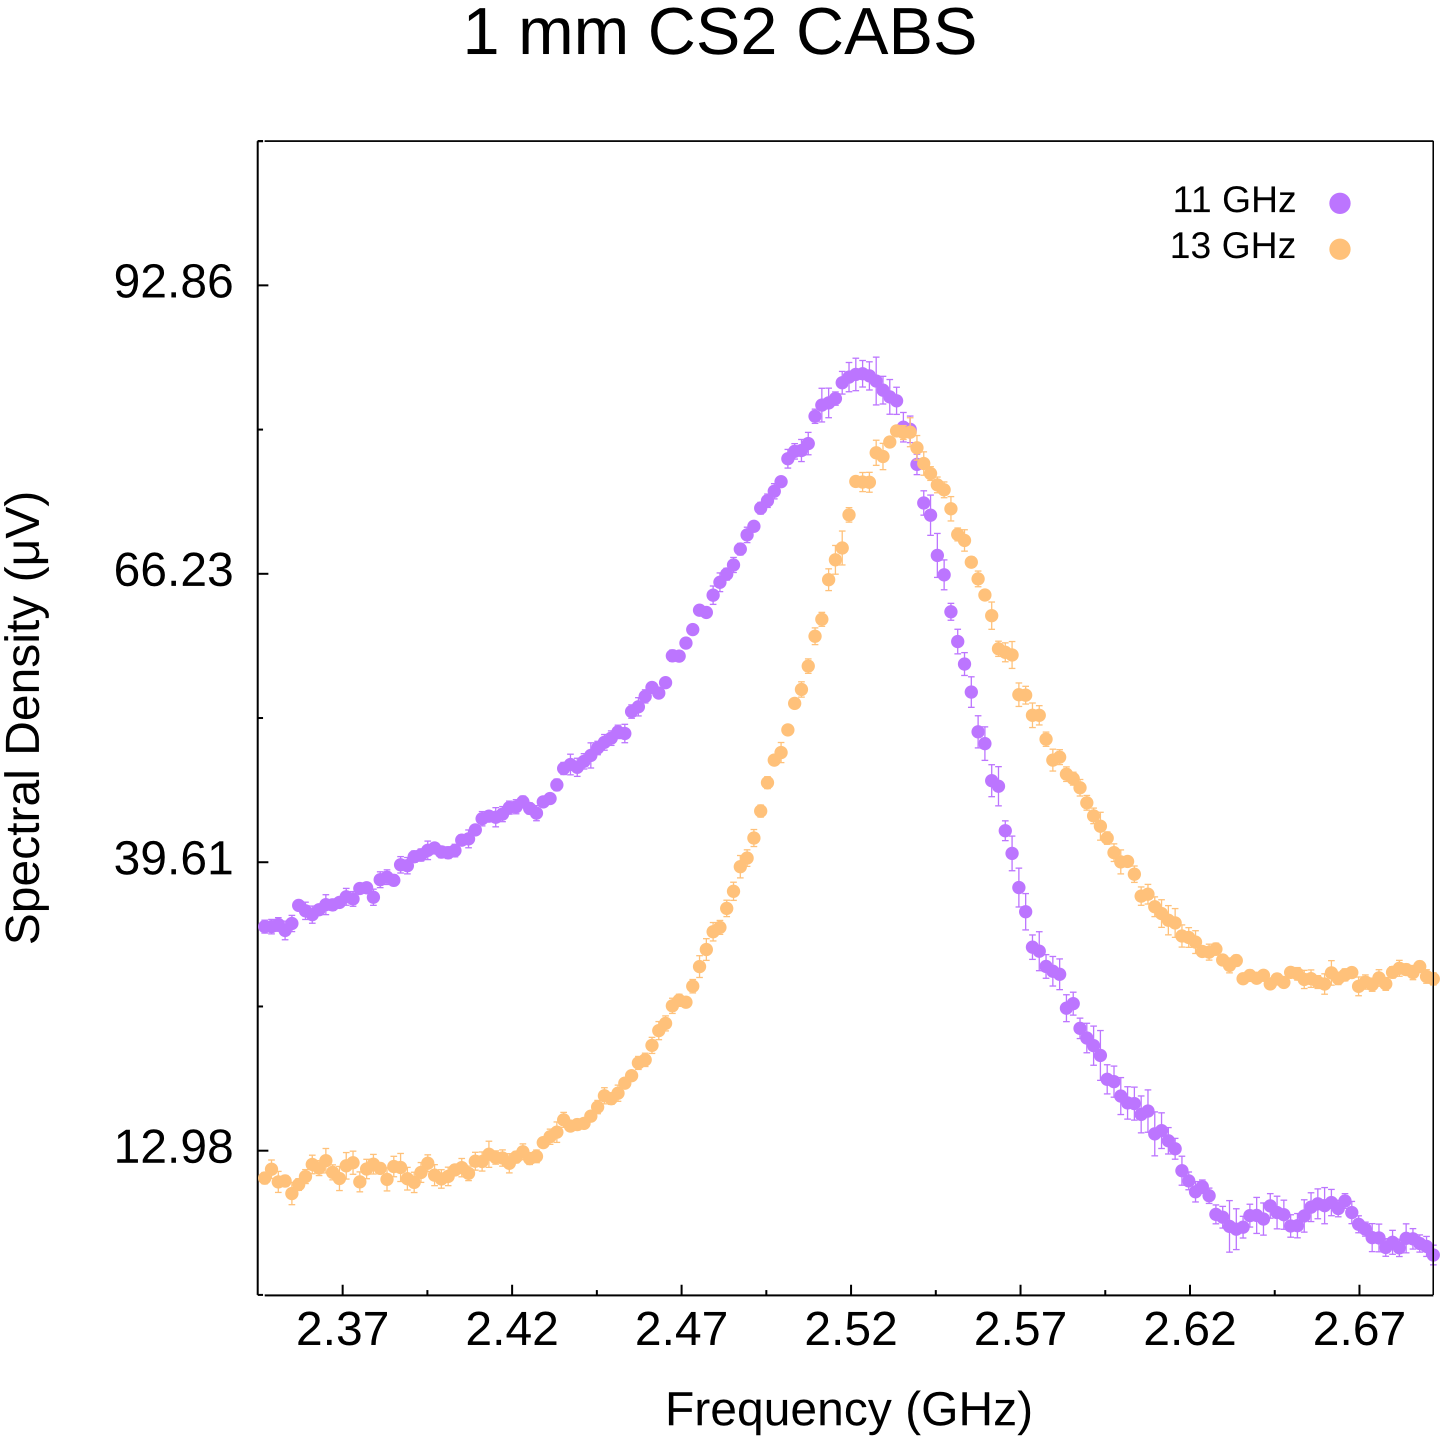 1 mm CS2 CABS
11 GHz
13 GHz
92.86
66.23
39.61
12.98
Spectral Density (μV)
2.37 2.42 2.47 2.52 2.57 2.62 2.67
Frequency (GHz)